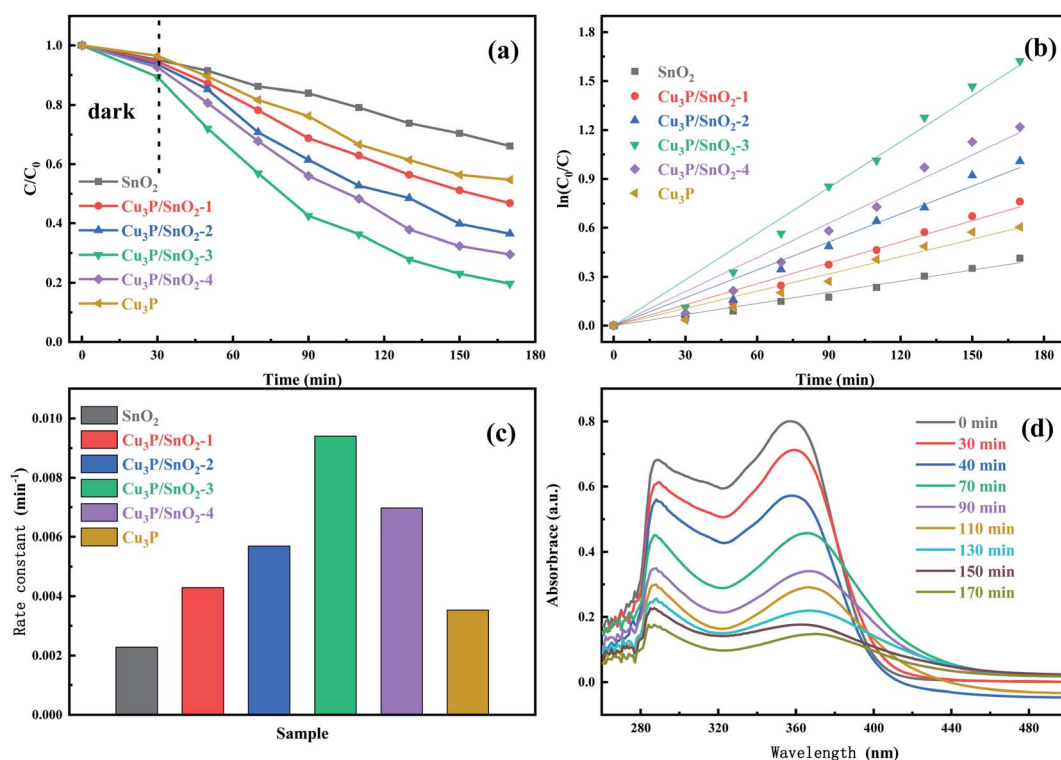 (a)
dark
SnO₂
Cu₃P/SnO₂-1
Cu₃P/SnO₂-2
Cu₃P/SnO₂-3
Cu₃P/SnO₂-4
Cu₃P
C/C₀
1.0
0.8
0.6
0.4
0.2
0.0
0 30 60 90 120 150 180
Time (min)
(b)
SnO₂
Cu₃P/SnO₂-1
Cu₃P/SnO₂-2
Cu₃P/SnO₂-3
Cu₃P/SnO₂-4
Cu₃P
ln(C₀/C)
1.8
1.5
1.2
0.9
0.6
0.3
0.0
0 30 60 90 120 150 180
Time (min)
(c)
SnO₂
Cu₃P/SnO₂-1
Cu₃P/SnO₂-2
Cu₃P/SnO₂-3
Cu₃P/SnO₂-4
Cu₃P
Rate constant (min⁻¹)
0.010
0.008
0.006
0.004
0.002
0.000
Sample
(d)
0 min
30 min
40 min
70 min
90 min
110 min
130 min
150 min
170 min
Absorbrace (a.u.)
0.8
0.6
0.4
0.2
0.0
280 320 360 400 440 480
Wavelength (nm)